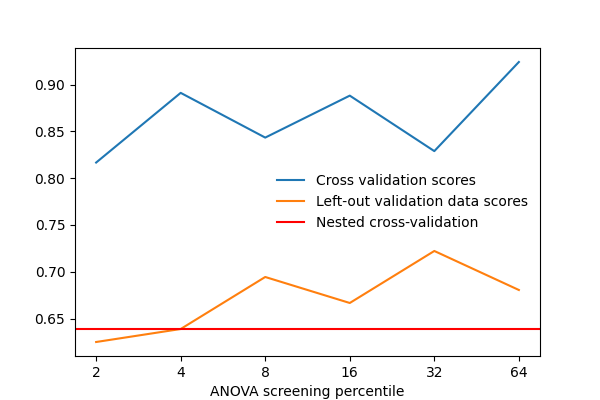 0.90
0.85
0.80
0.75
0.70
0.65
Cross validation scores
Left-out validation data scores
Nested cross-validation
2 4 8 16 32 64
ANOVA screening percentile